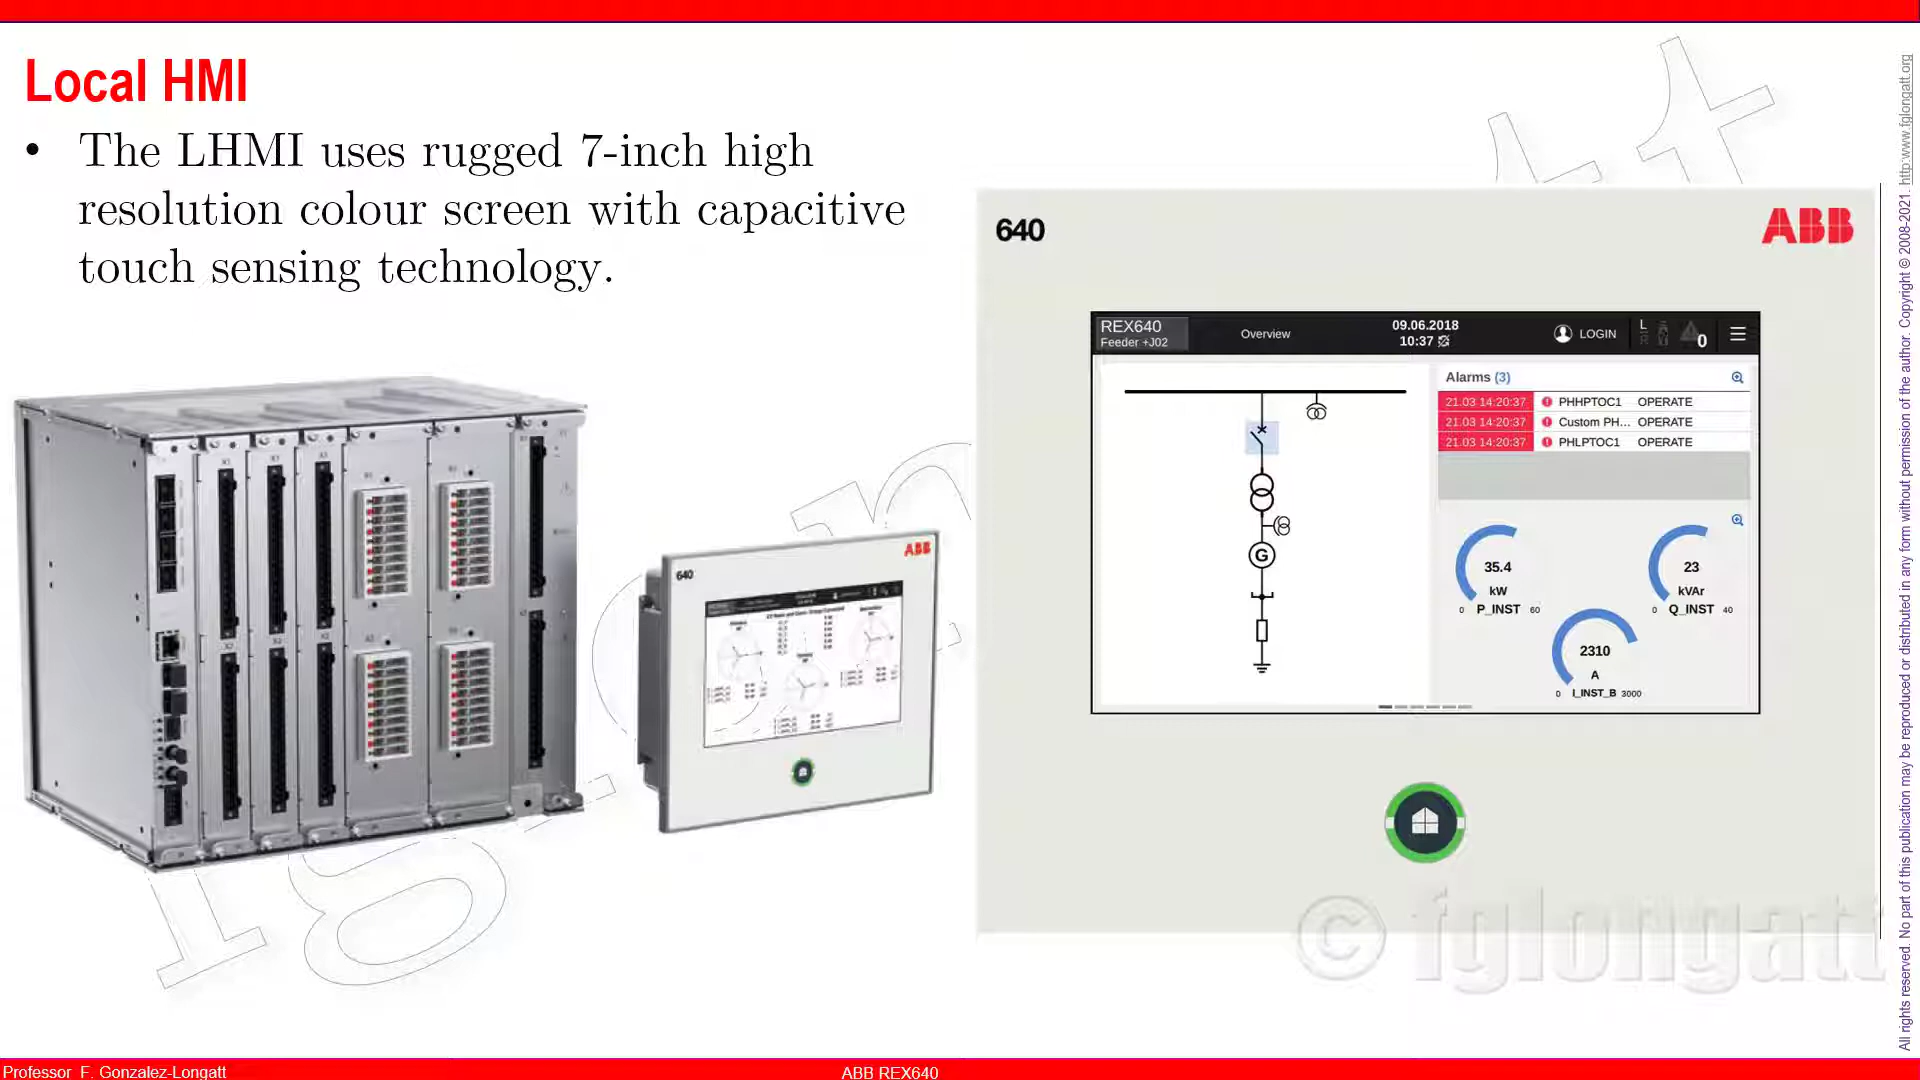 Local HMI
• The LHMI uses rugged 7-inch high
resolution colour screen with capacitive
touch sensing technology.
640
ABB
REX640
Feeder +J02
Overview
09.06.2018
10:37
LOGIN
L
R
0
Alarms (3)
21.03 14:20:37 PHHPTOC1 OPERATE
21.03 14:20:37 Custom PH... OPERATE
21.03 14:20:37 PHLPTOC1 OPERATE
G
35.4
kW
0 P_INST 60
23
kVAr
0 Q_INST 40
2310
A
0 I_INST_B 3000
640
ABB
© fglongatt
All rights reserved. No part of this publication may be reproduced or distributed in any form without permission of the author. Copyright © 2008-2021. http:www.fglongatt.org
Professor F. Gonzalez-Longatt
ABB REX640